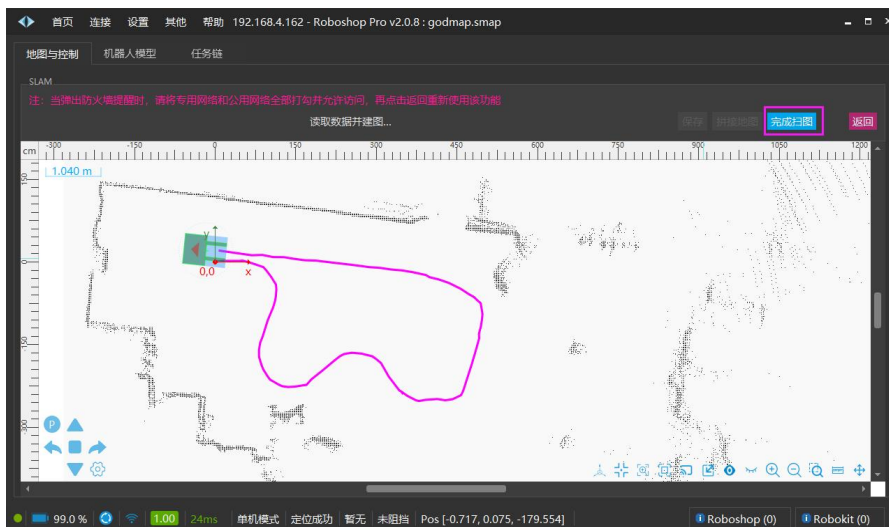 首页 连接 设置 其他 帮助 192.168.4.162 - Roboshop Pro v2.0.8 : godmap.smap
地图与控制 机器人模型 任务链
SLAM
注：当弹出防火墙提醒时，请将专用网络和公用网络全部打勾并允许访问，再点击返回重新使用该功能
读取数据并建图... 保存 拼接地图 完成扫图 返回
cm -300 -150 0 150 300 450 600 750 900 1050 1200
1.040 m
150
0
-150
-300
y
0,0 x
P
99.0 % 1.00 24ms 单机模式 定位成功 暂无 未阻挡 Pos [-0.717, 0.075, -179.554] Roboshop (0) Robokit (0)